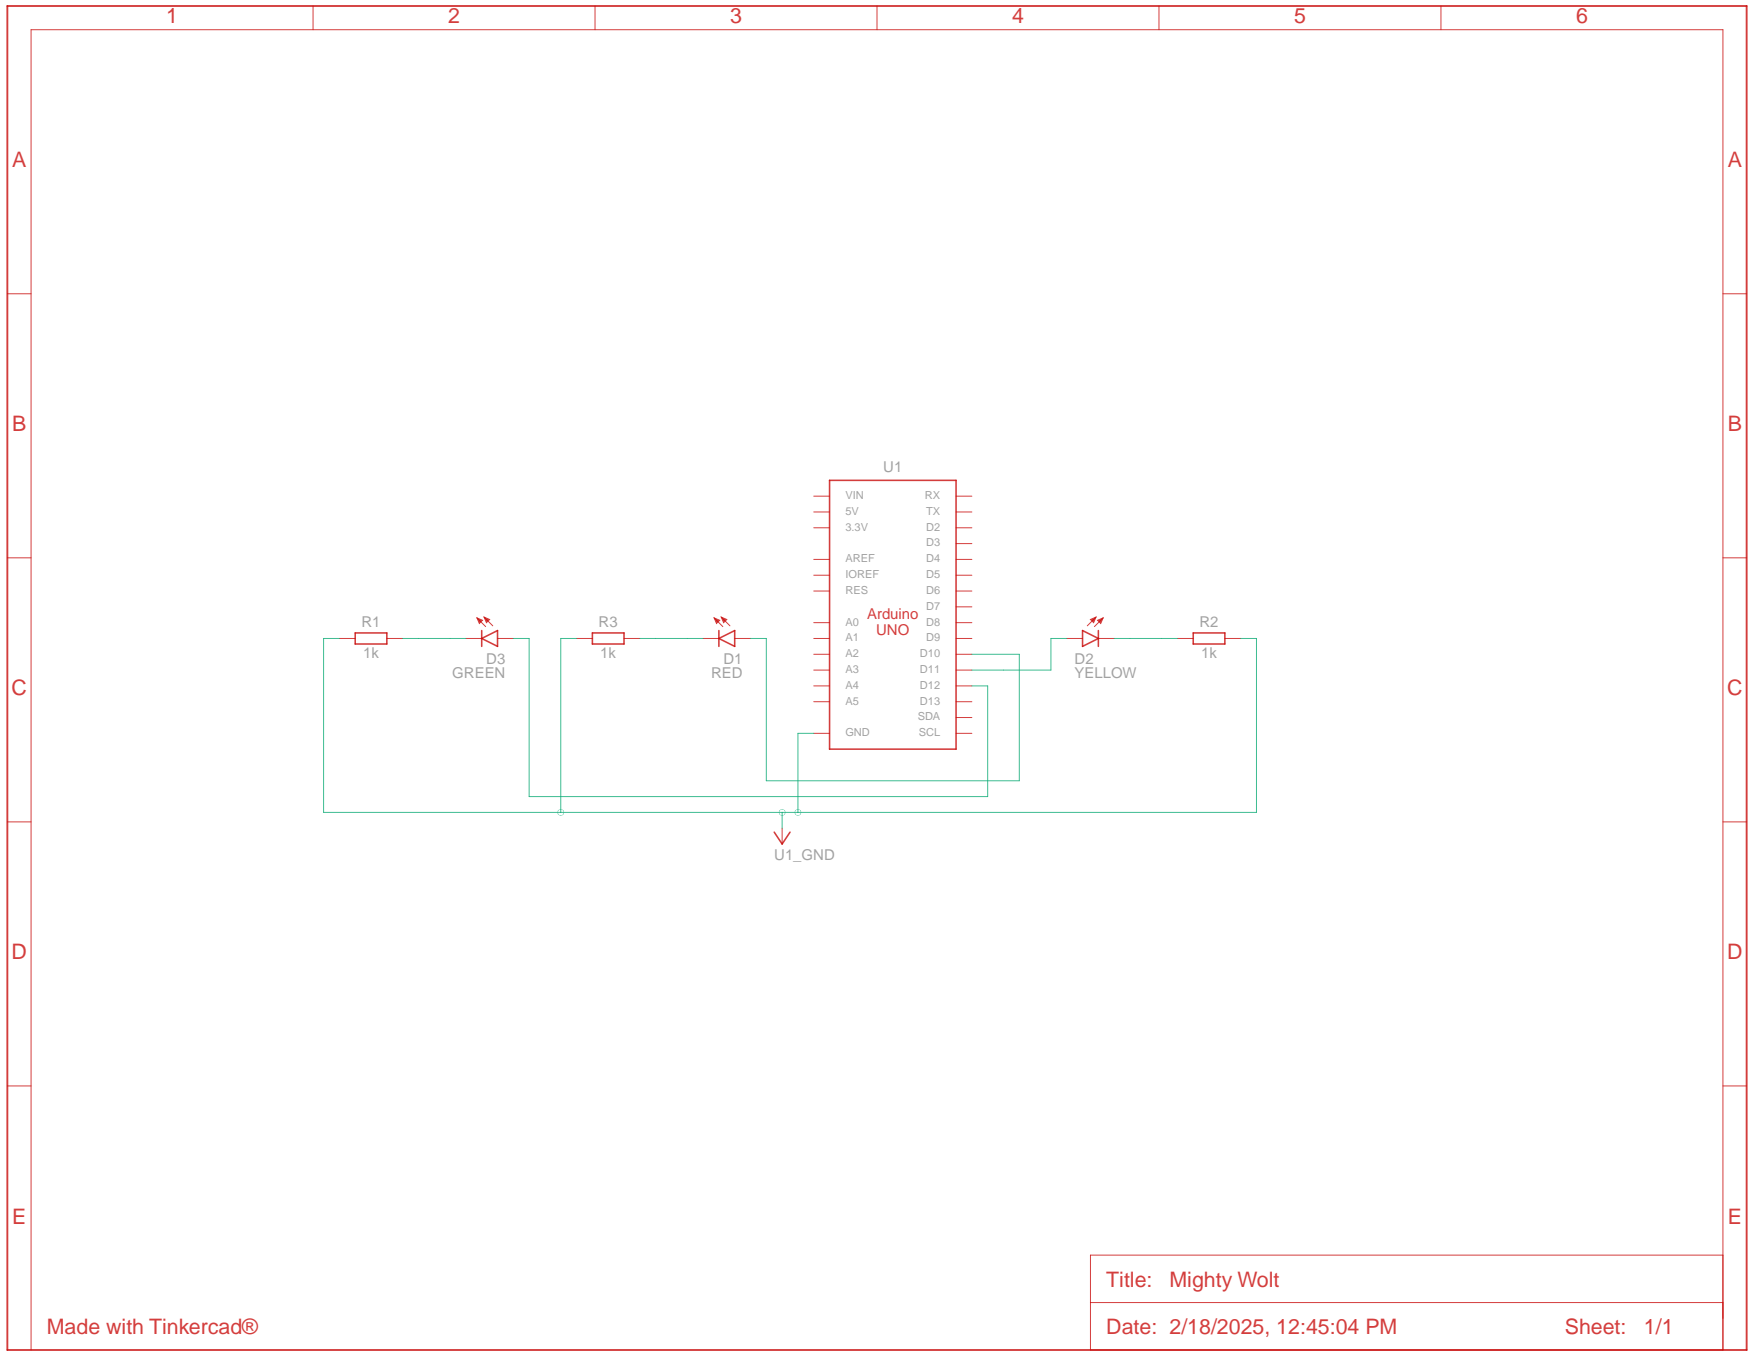 1 2 3 4 5 6
A A
B B
U1
VIN RX
5V TX
3.3V D2
D3
AREF D4
IOREF D5
RES D6
D7
Arduino
UNO
A0 D8
A1 D9
A2 D10
A3 D11
A4 D12
A5 D13
SDA
GND SCL
R1
1k
D3
GREEN
R3
1k
D1
RED
D2
YELLOW
R2
1k
C C
U1_GND
D D
E E
Title: Mighty Wolt
Date: 2/18/2025, 12:45:04 PM Sheet: 1/1
Made with Tinkercad®